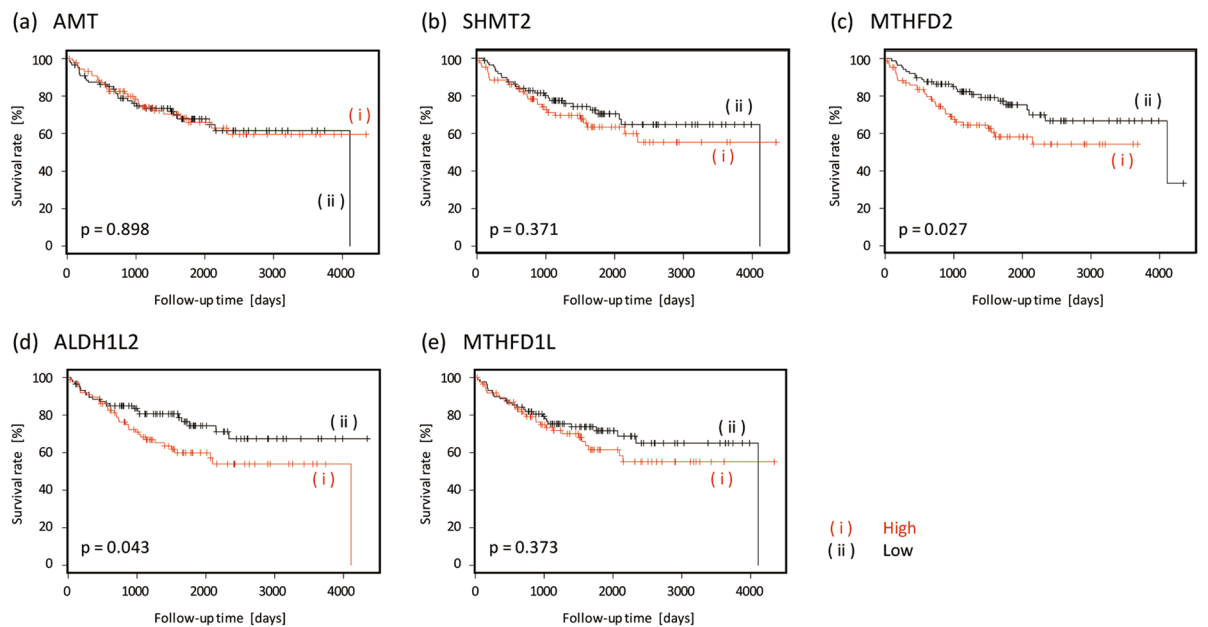 (a) AMT
(b) SHMT2
(c) MTHFD2
Survival rate [%]
100
80
60
40
20
0
( i )
( ii )
p = 0.898
0 1000 2000 3000 4000
Follow-up time [days]
Survival rate [%]
100
80
60
40
20
0
( ii )
( i )
p = 0.371
0 1000 2000 3000 4000
Follow-up time [days]
Survival rate [%]
100
80
60
40
20
0
( ii )
( i )
p = 0.027
0 1000 2000 3000 4000
Follow-up time [days]
(d) ALDH1L2
(e) MTHFD1L
Survival rate [%]
100
80
60
40
20
0
( ii )
( i )
p = 0.043
0 1000 2000 3000 4000
Follow-up time [days]
Survival rate [%]
100
80
60
40
20
0
( ii )
( i )
p = 0.373
0 1000 2000 3000 4000
Follow-up time [days]
( i ) High
( ii ) Low